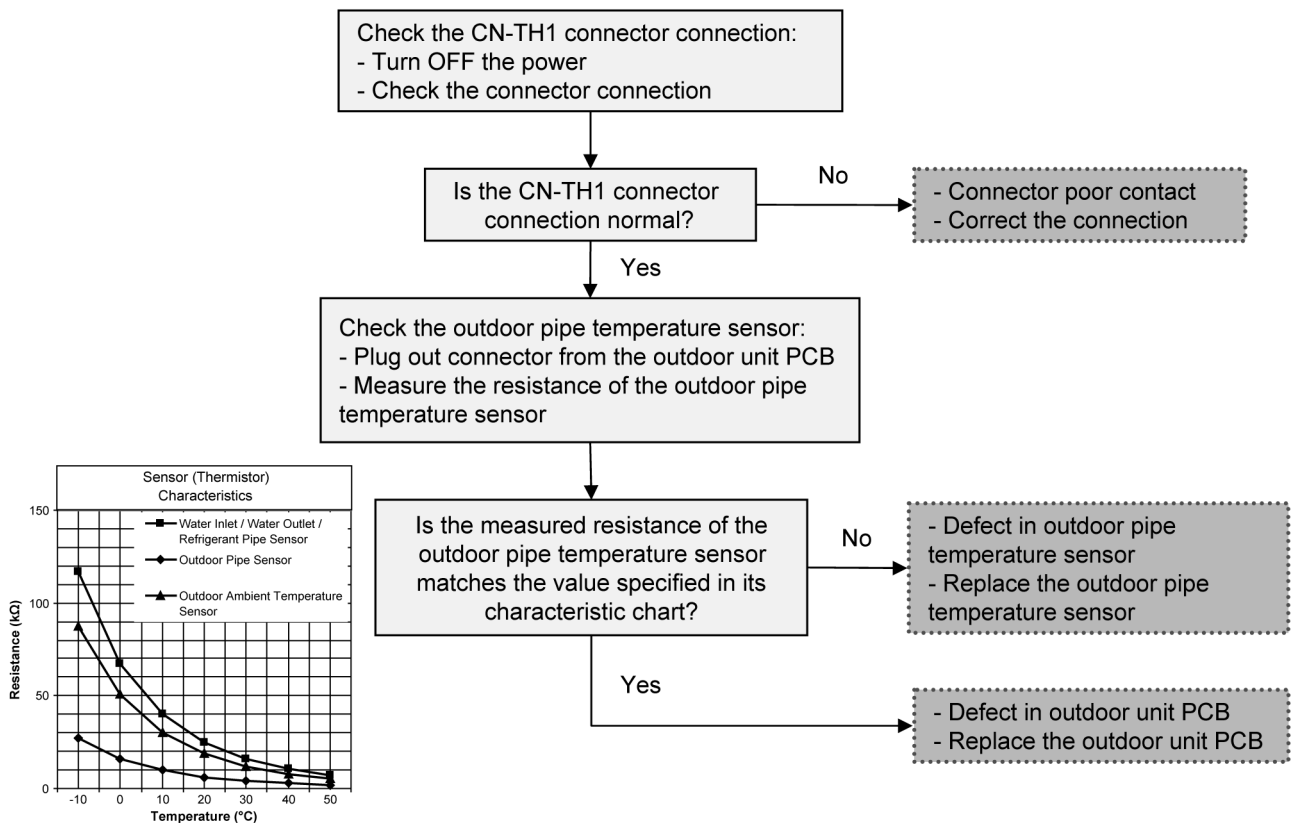 Check the CN-TH1 connector connection:
- Turn OFF the power
- Check the connector connection
Is the CN-TH1 connector
connection normal?
No
- Connector poor contact
- Correct the connection
Yes
Check the outdoor pipe temperature sensor:
- Plug out connector from the outdoor unit PCB
- Measure the resistance of the outdoor pipe
temperature sensor
Is the measured resistance of the
outdoor pipe temperature sensor
matches the value specified in its
characteristic chart?
No
- Defect in outdoor pipe
temperature sensor
- Replace the outdoor pipe
temperature sensor
Yes
- Defect in outdoor unit PCB
- Replace the outdoor unit PCB
Sensor (Thermistor)
Characteristics
Water Inlet / Water Outlet /
Refrigerant Pipe Sensor
Outdoor Pipe Sensor
Outdoor Ambient Temperature
Sensor
Resistance (kΩ)
150
100
50
0
-10 0 10 20 30 40 50
Temperature (°C)